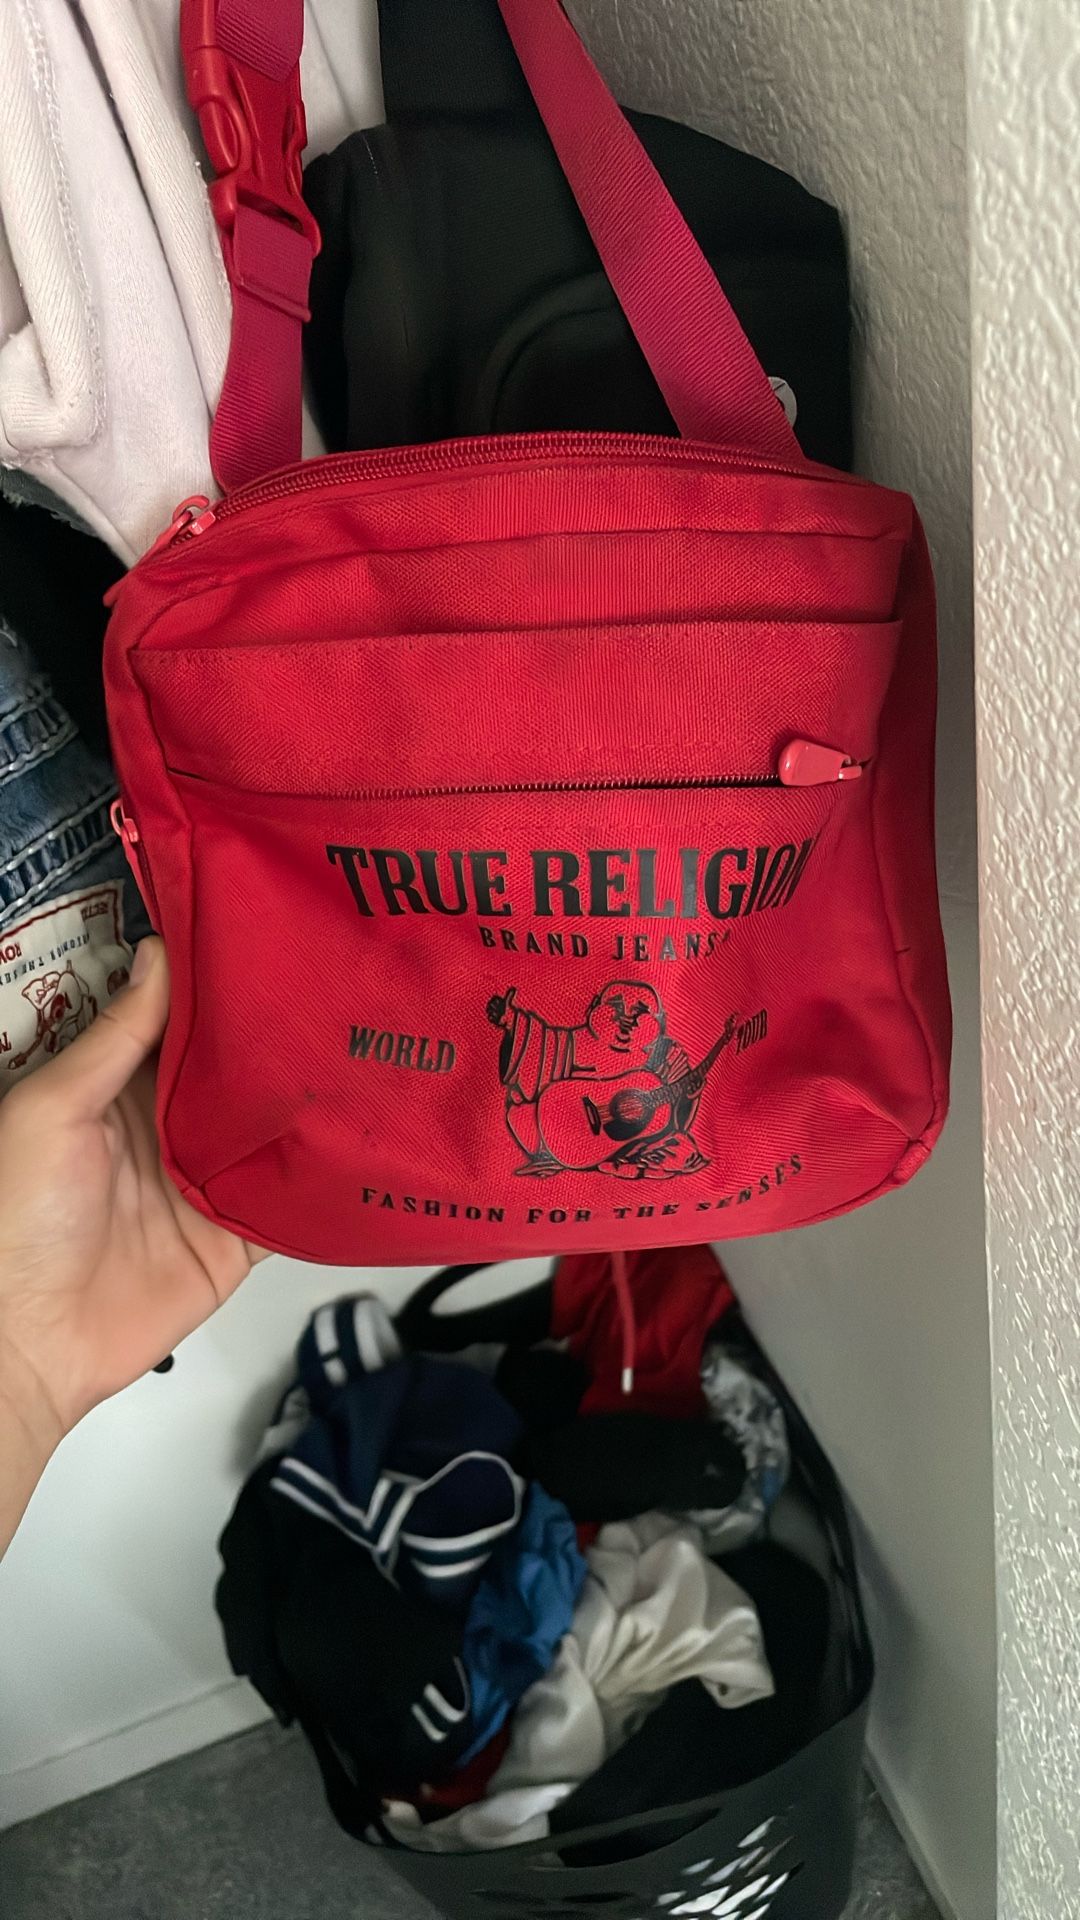 TRUE RELIGION
BRAND JEANS
WORLD TOUR
FASHION FOR THE SENSES